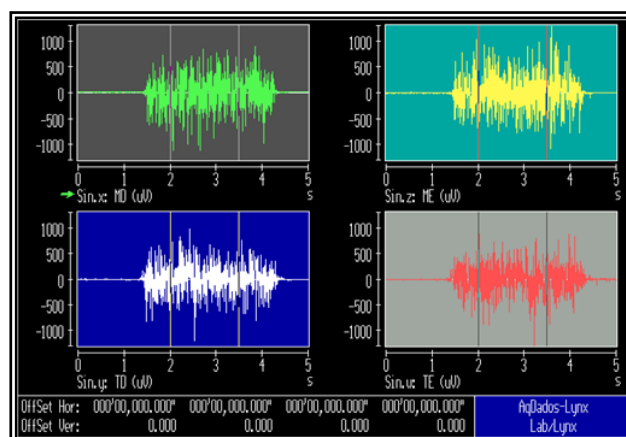 1000
500
0
-500
-1000
0 1 2 3 4 5
Sin.x: MD (uV) s
1000
500
0
-500
-1000
0 1 2 3 4 5
Sin.z: ME (uV) s
1000
500
0
-500
-1000
0 1 2 3 4 5
Sin.y: TD (uV) s
1000
500
0
-500
-1000
0 1 2 3 4 5
Sin.u: TE (uV) s
OffSet Hor: 000'00,000.000" 000'00,000.000" 000'00,000.000" 000'00,000.000"
OffSet Ver: 0.000 0.000 0.000 0.000
AqDados-Lynx
Lab/Lynx